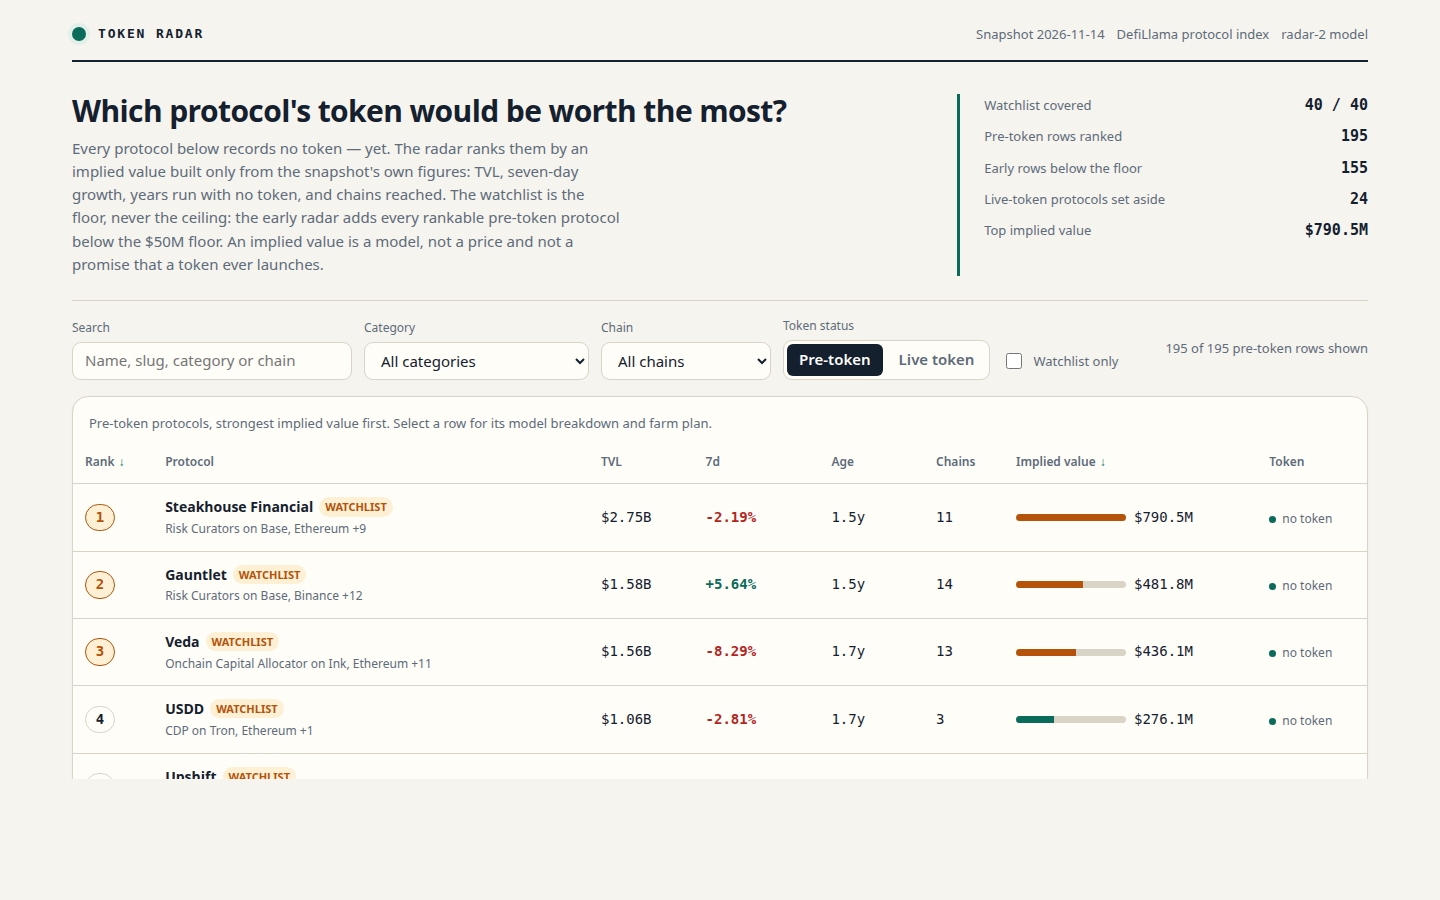 TOKEN RADAR
Snapshot 2026-11-14 DefiLlama protocol index radar-2 model
Which protocol's token would be worth the most?
Every protocol below records no token — yet. The radar ranks them by an
implied value built only from the snapshot's own figures: TVL, seven-day
growth, years run with no token, and chains reached. The watchlist is the
floor, never the ceiling: the early radar adds every rankable pre-token protocol
below the $50M floor. An implied value is a model, not a price and not a
promise that a token ever launches.
Watchlist covered 40 / 40
Pre-token rows ranked 195
Early rows below the floor 155
Live-token protocols set aside 24
Top implied value $790.5M
Search Category Chain Token status
Name, slug, category or chain All categories All chains Pre-token Live token Watchlist only 195 of 195 pre-token rows shown
Pre-token protocols, strongest implied value first. Select a row for its model breakdown and farm plan.
Rank ↓ Protocol TVL 7d Age Chains Implied value ↓ Token
1 Steakhouse Financial WATCHLIST $2.75B -2.19% 1.5y 11 $790.5M no token
Risk Curators on Base, Ethereum +9
2 Gauntlet WATCHLIST $1.58B +5.64% 1.5y 14 $481.8M no token
Risk Curators on Base, Binance +12
3 Veda WATCHLIST $1.56B -8.29% 1.7y 13 $436.1M no token
Onchain Capital Allocator on Ink, Ethereum +11
4 USDD WATCHLIST $1.06B -2.81% 1.7y 3 $276.1M no token
CDP on Tron, Ethereum +1
Upshift WATCHLIST